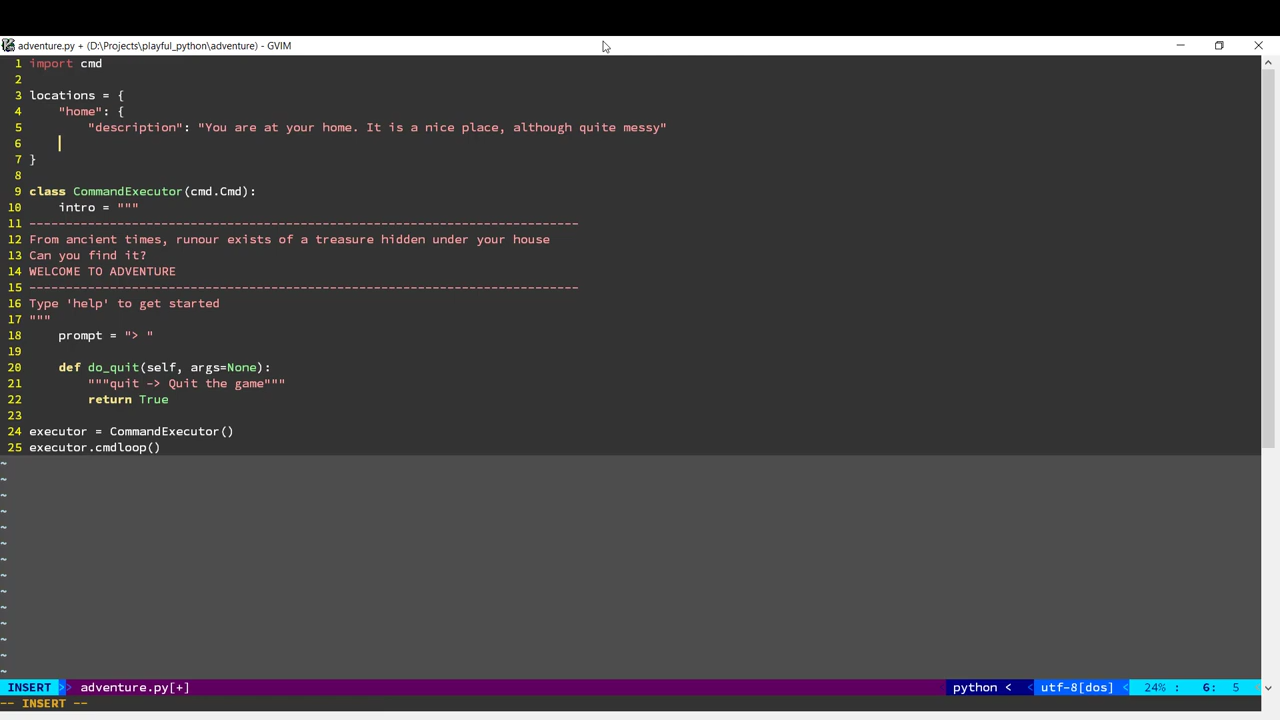 adventure.py + (D:\Projects\playful_python\adventure) - GVIM
1 import cmd
2
3 locations = {
4     "home": {
5         "description": "You are at your home. It is a nice place, although quite messy"
6
7 }
8
9 class CommandExecutor(cmd.Cmd):
10     intro = """
11 ---------------------------------------------------------------------------
12 From ancient times, runour exists of a treasure hidden under your house
13 Can you find it?
14 WELCOME TO ADVENTURE
15 ---------------------------------------------------------------------------
16 Type 'help' to get started
17 """
18     prompt = "> "
19
20     def do_quit(self, args=None):
21         """quit -> Quit the game"""
22         return True
23
24 executor = CommandExecutor()
25 executor.cmdloop()
~
~
~
~
~
~
~
~
~
~
~
~
~
~
INSERT >> adventure.py[+] python < < utf-8[dos] < 24% : 6: 5
-- INSERT --